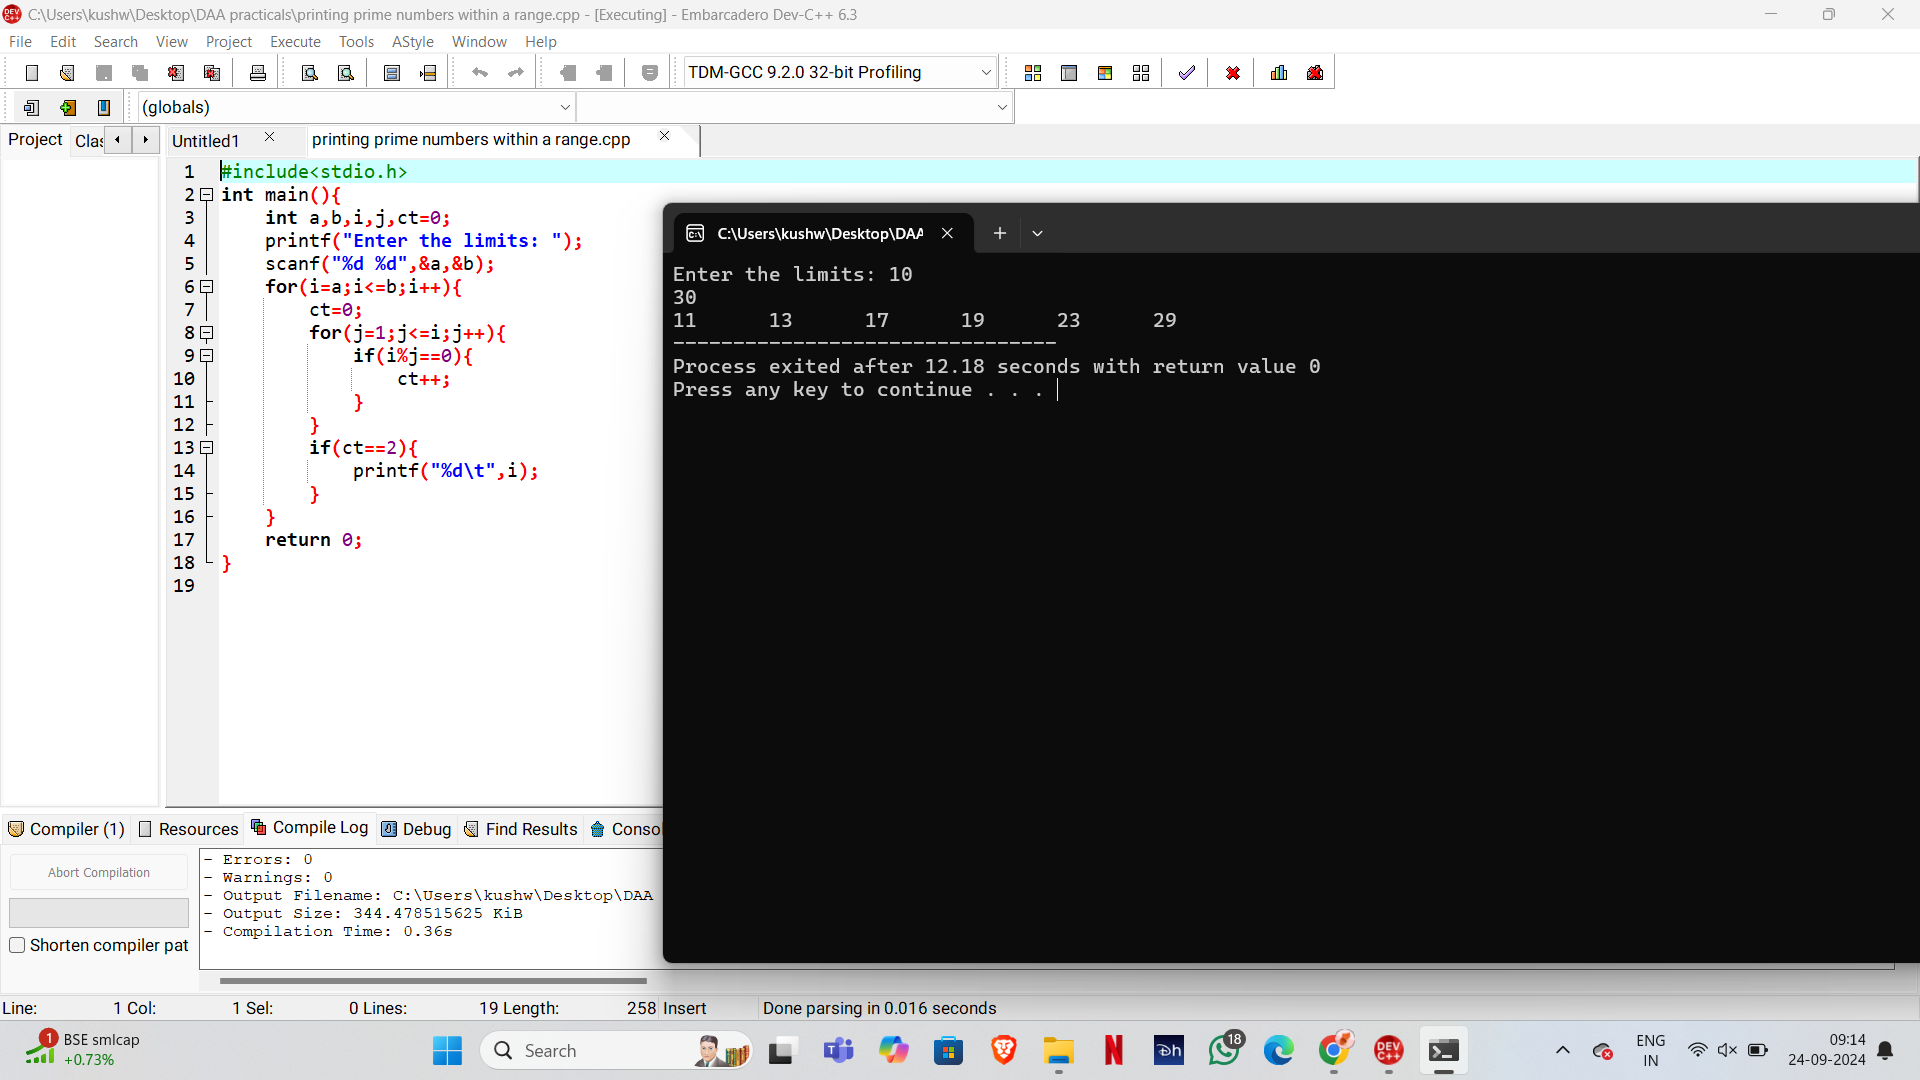 C:\Users\kushw\Desktop\DAA practicals\printing prime numbers within a range.cpp - [Executing] - Embarcadero Dev-C++ 6.3
File Edit Search View Project Execute Tools AStyle Window Help
TDM-GCC 9.2.0 32-bit Profiling
(globals)
Project Clas Untitled1 printing prime numbers within a range.cpp
1 #include<stdio.h>
2 int main(){
3 int a,b,i,j,ct=0;
4 printf("Enter the limits: ");
5 scanf("%d %d",&a,&b);
6 for(i=a;i<=b;i++){
7 ct=0;
8 for(j=1;j<=i;j++){
9 if(i%j==0){
10 ct++;
11 }
12 }
13 if(ct==2){
14 printf("%d\t",i);
15 }
16 }
17 return 0;
18 }
19
C:\Users\kushw\Desktop\DAA
Enter the limits: 10
30
11 13 17 19 23 29
--------------------------------
Process exited after 12.18 seconds with return value 0
Press any key to continue . . .
Compiler (1) Resources Compile Log Debug Find Results Consol
Abort Compilation
Shorten compiler pat
- Errors: 0
- Warnings: 0
- Output Filename: C:\Users\kushw\Desktop\DAA
- Output Size: 344.478515625 KiB
- Compilation Time: 0.36s
Line: 1 Col: 1 Sel: 0 Lines: 19 Length: 258 Insert Done parsing in 0.016 seconds
1 BSE smlcap
+0.73%
Search
18
ENG
IN
09:14
24-09-2024